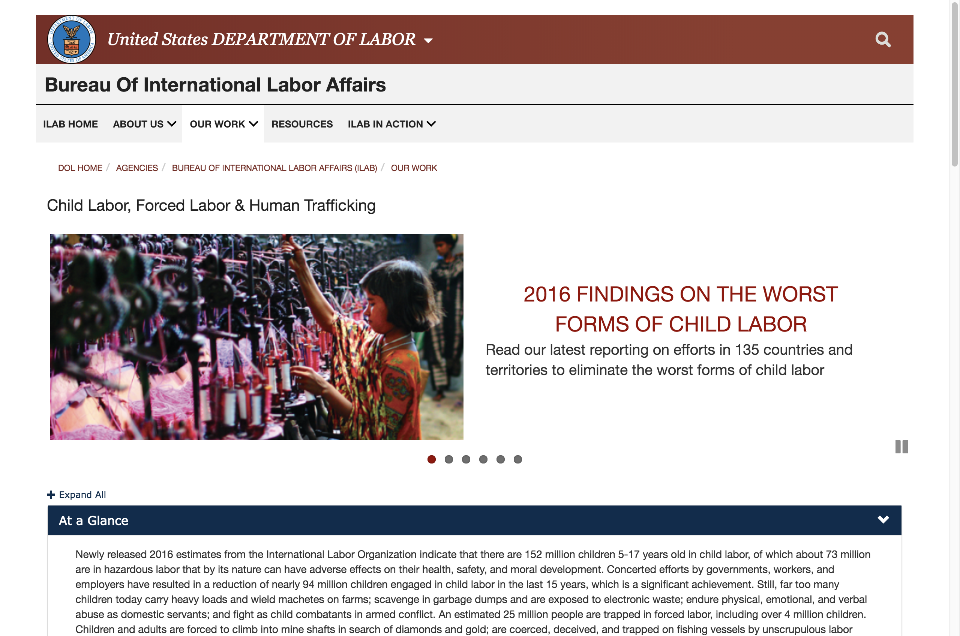 United States DEPARTMENT OF LABOR
Bureau Of International Labor Affairs
ILAB HOME ABOUT US OUR WORK RESOURCES ILAB IN ACTION
DOL HOME / AGENCIES / BUREAU OF INTERNATIONAL LABOR AFFAIRS (ILAB) / OUR WORK
Child Labor, Forced Labor & Human Trafficking
2016 FINDINGS ON THE WORST
FORMS OF CHILD LABOR
Read our latest reporting on efforts in 135 countries and
territories to eliminate the worst forms of child labor
Expand All
At a Glance
Newly released 2016 estimates from the International Labor Organization indicate that there are 152 million children 5-17 years old in child labor, of which about 73 million
are in hazardous labor that by its nature can have adverse effects on their health, safety, and moral development. Concerted efforts by governments, workers, and
employers have resulted in a reduction of nearly 94 million children engaged in child labor in the last 15 years, which is a significant achievement. Still, far too many
children today carry heavy loads and wield machetes on farms; scavenge in garbage dumps and are exposed to electronic waste; endure physical, emotional, and verbal
abuse as domestic servants; and fight as child combatants in armed conflict. An estimated 25 million people are trapped in forced labor, including over 4 million children.
Children and adults are forced to climb into mine shafts in search of diamonds and gold; are coerced, deceived, and trapped on fishing vessels by unscrupulous labor